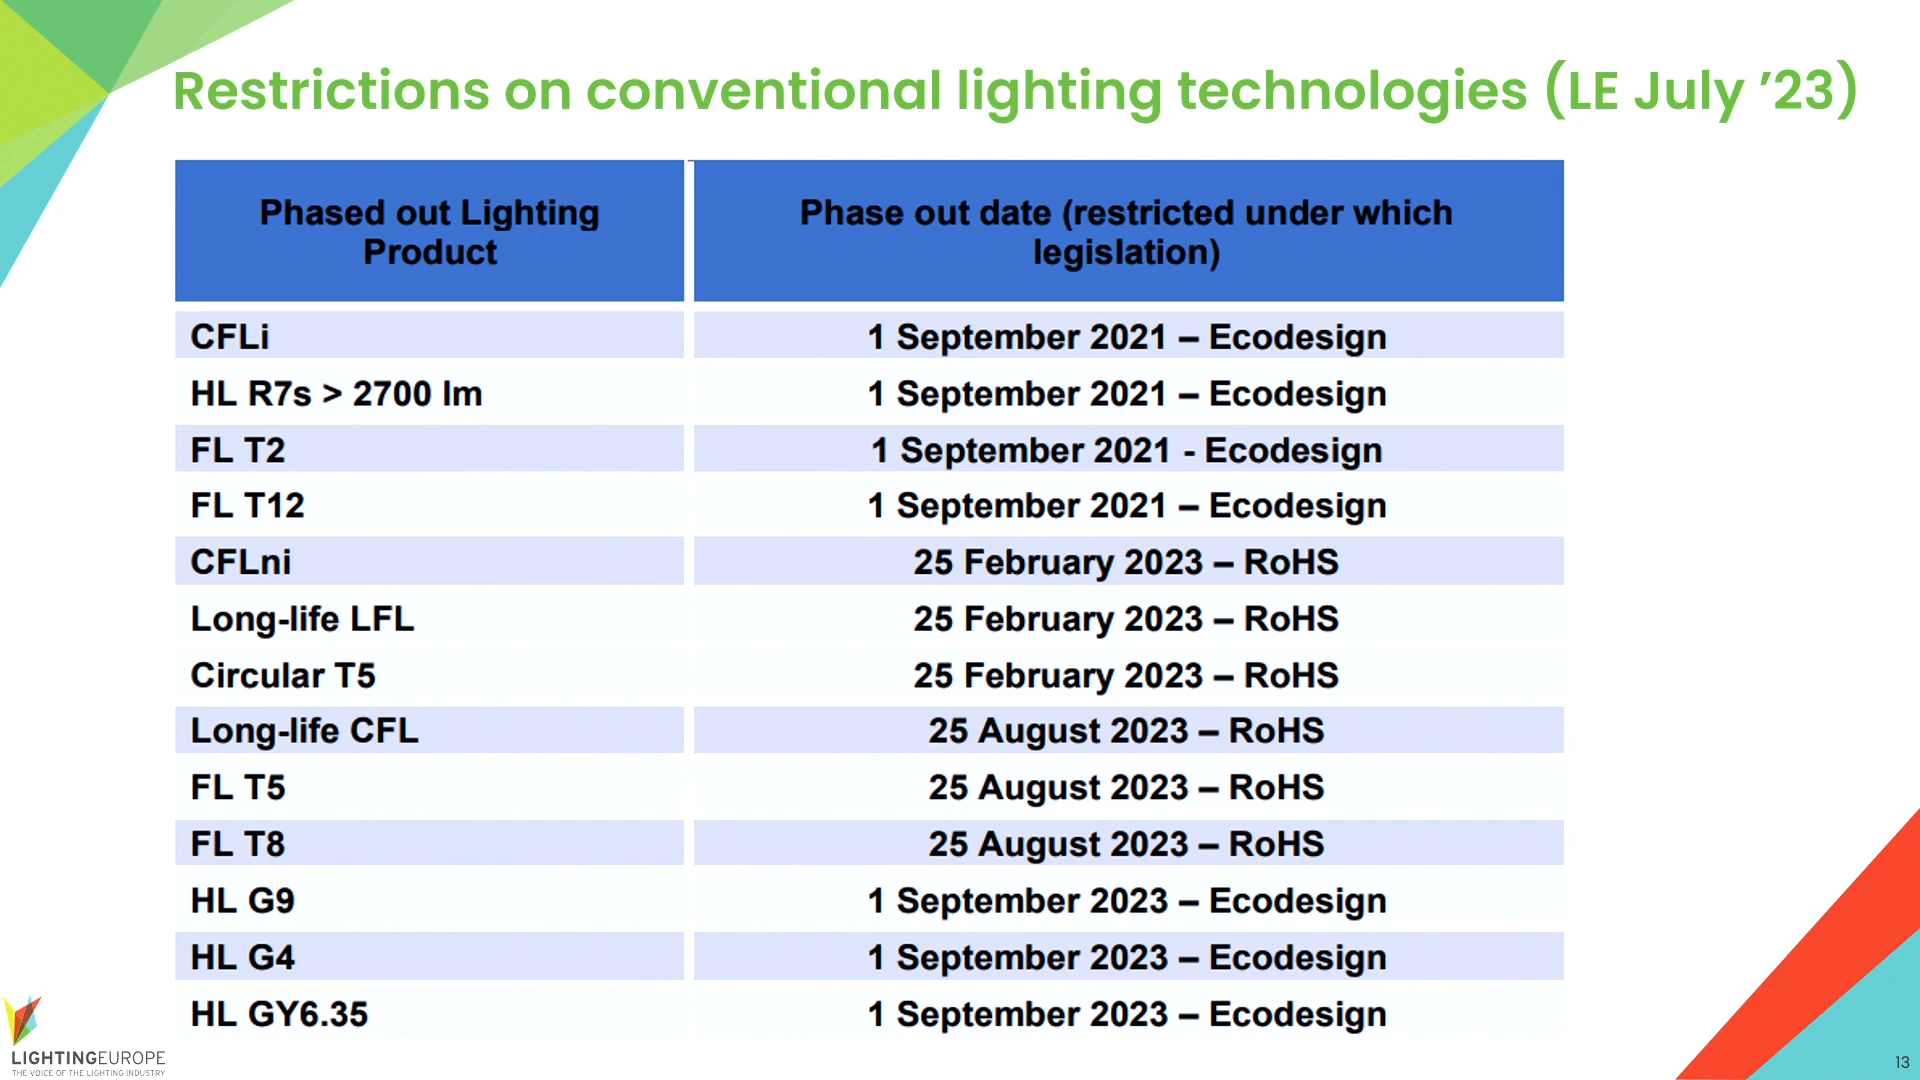 Restrictions on conventional lighting technologies (LE July ’23)
Phased out Lighting
Product
Phase out date (restricted under which
legislation)
CFLi
1 September 2021 – Ecodesign
HL R7s > 2700 lm
1 September 2021 – Ecodesign
FL T2
1 September 2021 - Ecodesign
FL T12
1 September 2021 – Ecodesign
CFLni
25 February 2023 – RoHS
Long-life LFL
25 February 2023 – RoHS
Circular T5
25 February 2023 – RoHS
Long-life CFL
25 August 2023 – RoHS
FL T5
25 August 2023 – RoHS
FL T8
25 August 2023 – RoHS
HL G9
1 September 2023 – Ecodesign
HL G4
1 September 2023 – Ecodesign
HL GY6.35
1 September 2023 – Ecodesign
LIGHTINGEUROPE
THE VOICE OF THE LIGHTING INDUSTRY
13